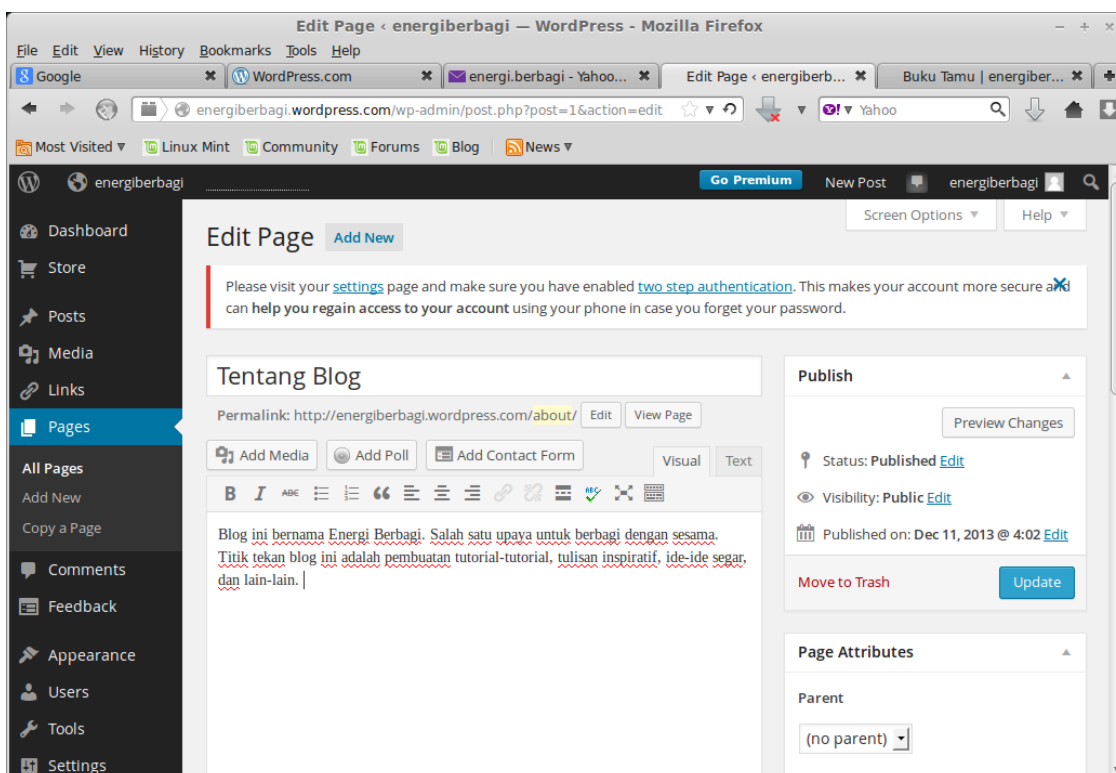 Edit Page ‹ energiberbagi — WordPress - Mozilla Firefox
File Edit View History Bookmarks Tools Help
Google WordPress.com energi.berbagi - Yahoo... Edit Page ‹ energiberb... Buku Tamu | energiber...
energiberbagi.wordpress.com/wp-admin/post.php?post=1&action=edit Yahoo
Most Visited Linux Mint Community Forums Blog News
energiberbagi Go Premium New Post energiberbagi
Screen Options Help
Dashboard
Store
Posts
Media
Links
Pages
All Pages
Add New
Copy a Page
Comments
Feedback
Appearance
Users
Tools
Settings
Edit Page Add New
Please visit your settings page and make sure you have enabled two step authentication. This makes your account more secure and
can help you regain access to your account using your phone in case you forget your password.
Tentang Blog
Permalink: http://energiberbagi.wordpress.com/about/ Edit View Page
Add Media Add Poll Add Contact Form Visual Text
B I ABC ABC
Blog ini bernama Energi Berbagi. Salah satu upaya untuk berbagi dengan sesama.
Titik tekan blog ini adalah pembuatan tutorial-tutorial, tulisan inspiratif, ide-ide segar,
dan lain-lain.
Publish
Preview Changes
Status: Published Edit
Visibility: Public Edit
Published on: Dec 11, 2013 @ 4:02 Edit
Move to Trash Update
Page Attributes
Parent
(no parent)